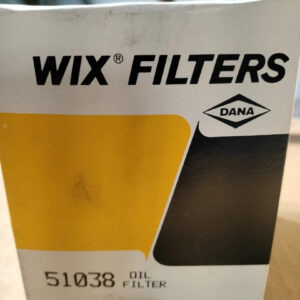 WIX® FILTERS
DANA
51038 OIL
FILTER